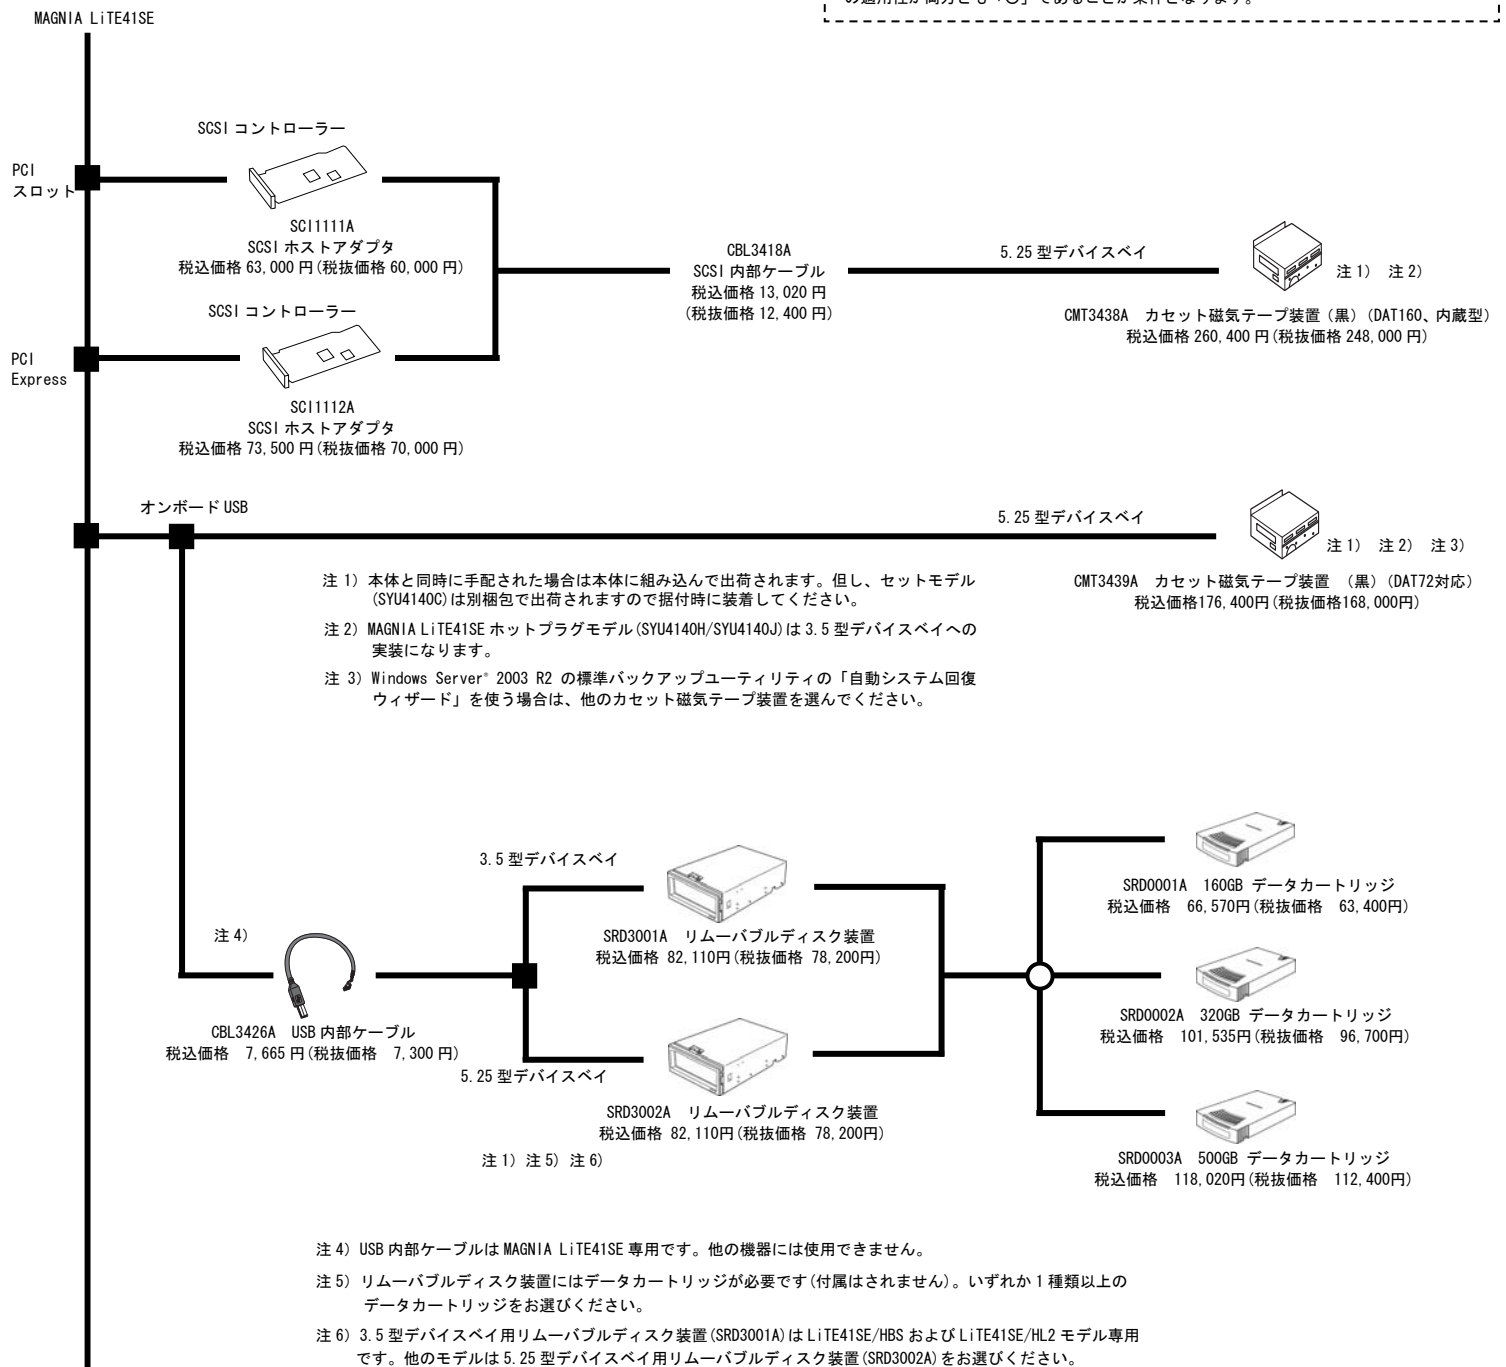 MAGNIA LiTE41SE
SCSI コントローラー
PCI
スロット
SCI1111A
SCSI ホストアダプタ
税込価格 63,000 円(税抜価格 60,000 円)
CBL3418A
SCSI 内部ケーブル
税込価格 13,020 円
(税抜価格 12,400 円)
5.25 型デバイスベイ
注 1) 注 2)
CMT3438A カセット磁気テープ装置(黒)(DAT160、内蔵型)
税込価格 260,400 円(税抜価格 248,000 円)
SCSI コントローラー
PCI
Express
SCI1112A
SCSI ホストアダプタ
税込価格 73,500 円(税抜価格 70,000 円)
オンボード USB
5.25 型デバイスベイ
注 1) 注 2) 注 3)
CMT3439A カセット磁気テープ装置 (黒)(DAT72対応)
税込価格176,400円(税抜価格168,000円)
注 1) 本体と同時に手配された場合は本体に組み込んで出荷されます。但し、セットモデル
(SYU4140C)は別梱包で出荷されますので据付時に装着してください。
注 2) MAGNIA LiTE41SE ホットプラグモデル(SYU4140H/SYU4140J)は 3.5 型デバイスベイへの
実装になります。
注 3) Windows Server® 2003 R2 の標準バックアップユーティリティの「自動システム回復
ウィザード」を使う場合は、他のカセット磁気テープ装置を選んでください。
3.5 型デバイスベイ
SRD3001A リムーバブルディスク装置
税込価格 82,110円(税抜価格 78,200円)
SRD0001A 160GB データカートリッジ
税込価格 66,570円(税抜価格 63,400円)
注 4)
CBL3426A USB 内部ケーブル
税込価格 7,665 円(税抜価格 7,300 円)
SRD0002A 320GB データカートリッジ
税込価格 101,535円(税抜価格 96,700円)
5.25 型デバイスベイ
SRD3002A リムーバブルディスク装置
税込価格 82,110円(税抜価格 78,200円)
注 1) 注 5) 注 6)
SRD0003A 500GB データカートリッジ
税込価格 118,020円(税抜価格 112,400円)
注 4) USB 内部ケーブルは MAGNIA LiTE41SE 専用です。他の機器には使用できません。
注 5) リムーバブルディスク装置にはデータカートリッジが必要です(付属はされません)。いずれか 1 種類以上の
データカートリッジをお選びください。
注 6) 3.5 型デバイスベイ用リムーバブルディスク装置(SRD3001A)は LiTE41SE/HBS および LiTE41SE/HL2 モデル専用
です。他のモデルは 5.25 型デバイスベイ用リムーバブルディスク装置(SRD3002A)をお選びください。